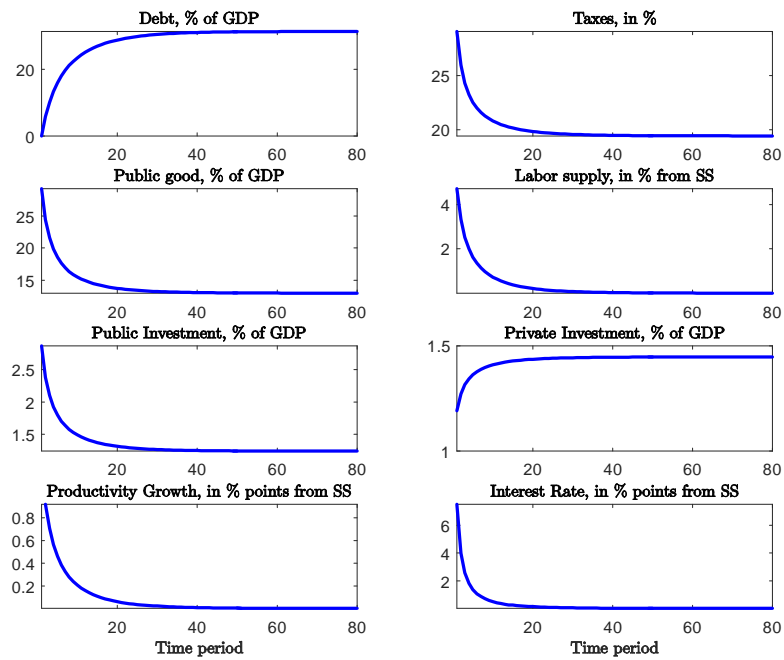 Debt, % of GDP
20
0
20 40 60 80
Taxes, in %
25
20
20 40 60 80
Public good, % of GDP
25
20
15
20 40 60 80
Labor supply, in % from SS
4
2
20 40 60 80
Public Investment, % of GDP
2.5
2
1.5
20 40 60 80
Private Investment, % of GDP
1.5
1
20 40 60 80
Productivity Growth, in % points from SS
0.8
0.6
0.4
0.2
20 40 60 80
Time period
Interest Rate, in % points from SS
6
4
2
20 40 60 80
Time period